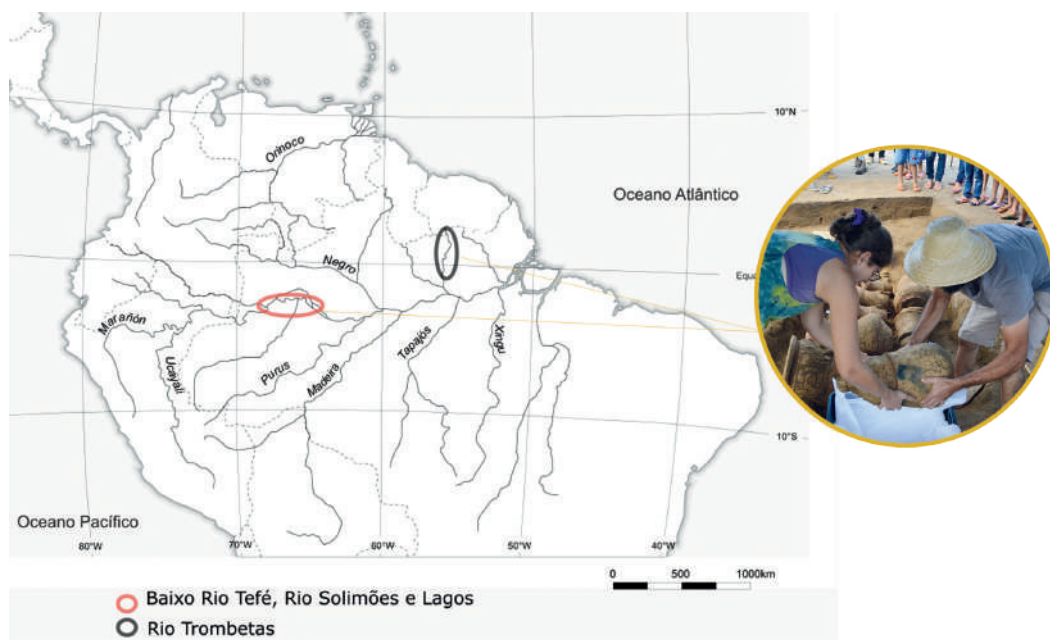 10°N
Orinoco
Oceano Atlântico
Negro
Equa
Marañón
Ucayali
Purus
Madeira
Tapajós
Xingu
10°S
Oceano Pacífico
80°W
70°W
60°W
50°W
40°W
0 500 1000km
Baixo Rio Tefé, Rio Solimões e Lagos
Rio Trombetas